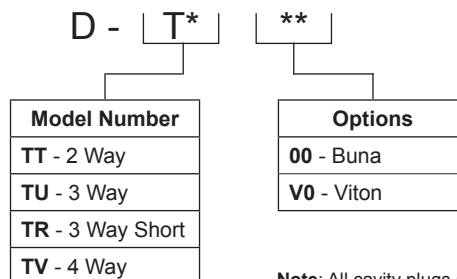 D - T* **
Model Number
TT - 2 Way
TU - 3 Way
TR - 3 Way Short
TV - 4 Way
Options
00 - Buna
V0 - Viton
Note: All cavity plugs